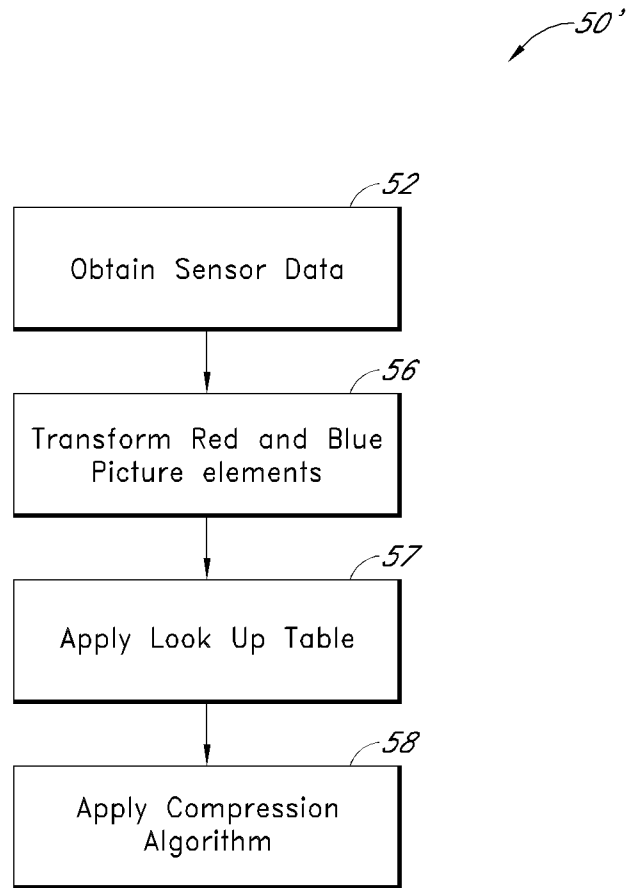 50'
52
Obtain Sensor Data
56
Transform Red and Blue
Picture elements
57
Apply Look Up Table
58
Apply Compression
Algorithm